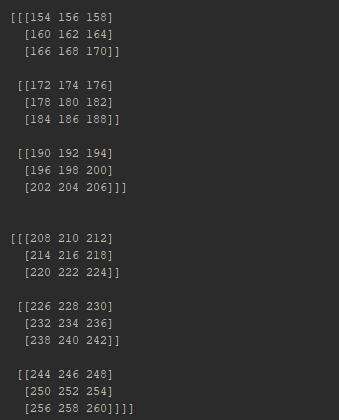 [[[154 156 158]
[160 162 164]
[166 168 170]]
[[172 174 176]
[178 180 182]
[184 186 188]]
[[190 192 194]
[196 198 200]
[202 204 206]]]
[[[208 210 212]
[214 216 218]
[220 222 224]]
[[226 228 230]
[232 234 236]
[238 240 242]]
[[244 246 248]
[250 252 254]
[256 258 260]]]]